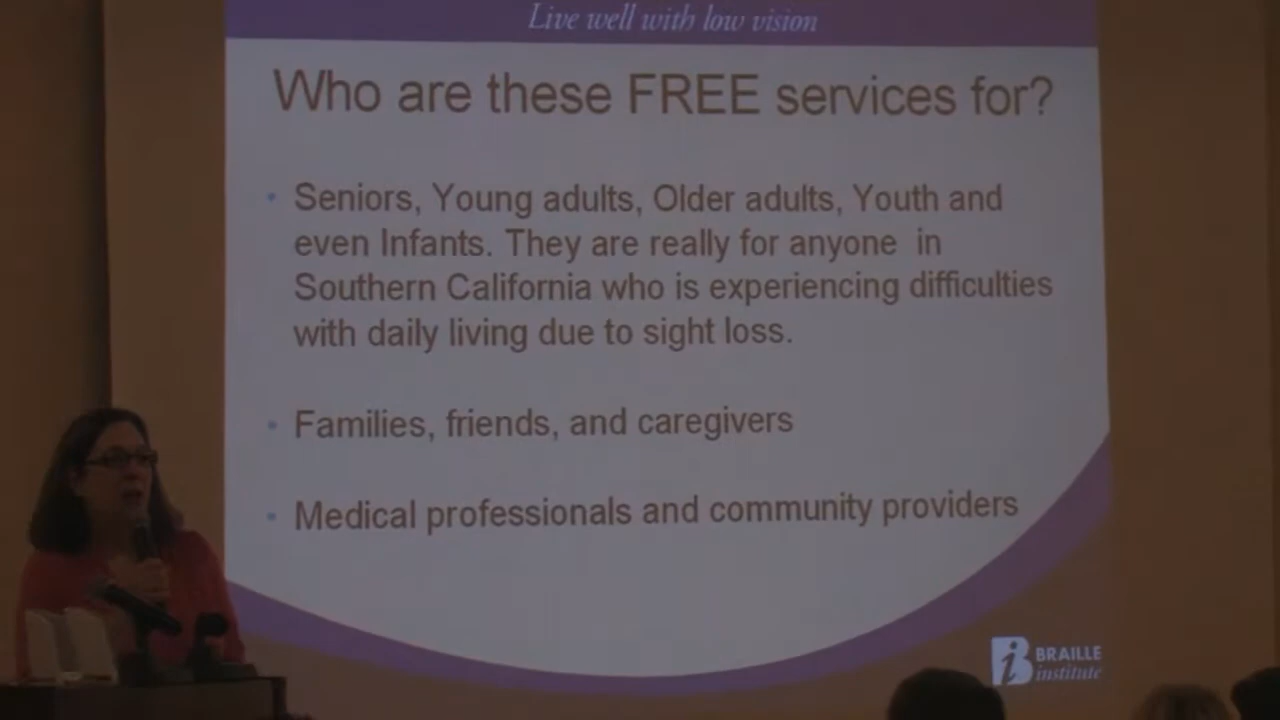 Live well with low vision
Who are these FREE services for?
• Seniors, Young adults, Older adults, Youth and
even Infants. They are really for anyone in
Southern California who is experiencing difficulties
with daily living due to sight loss.
• Families, friends, and caregivers
• Medical professionals and community providers
BRAILLE
institute